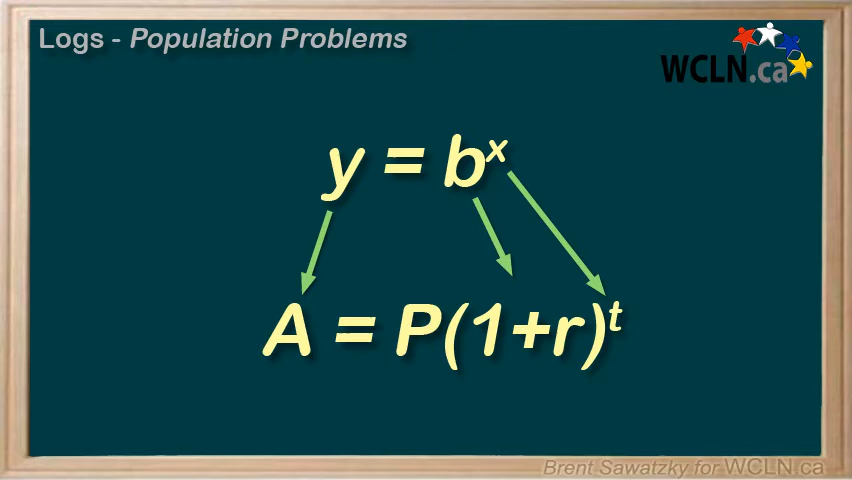 Logs - Population Problems
WCLN.ca
y = bˣ
A = P(1+r)ᵗ
Brent Sawatzky for WCLN.ca